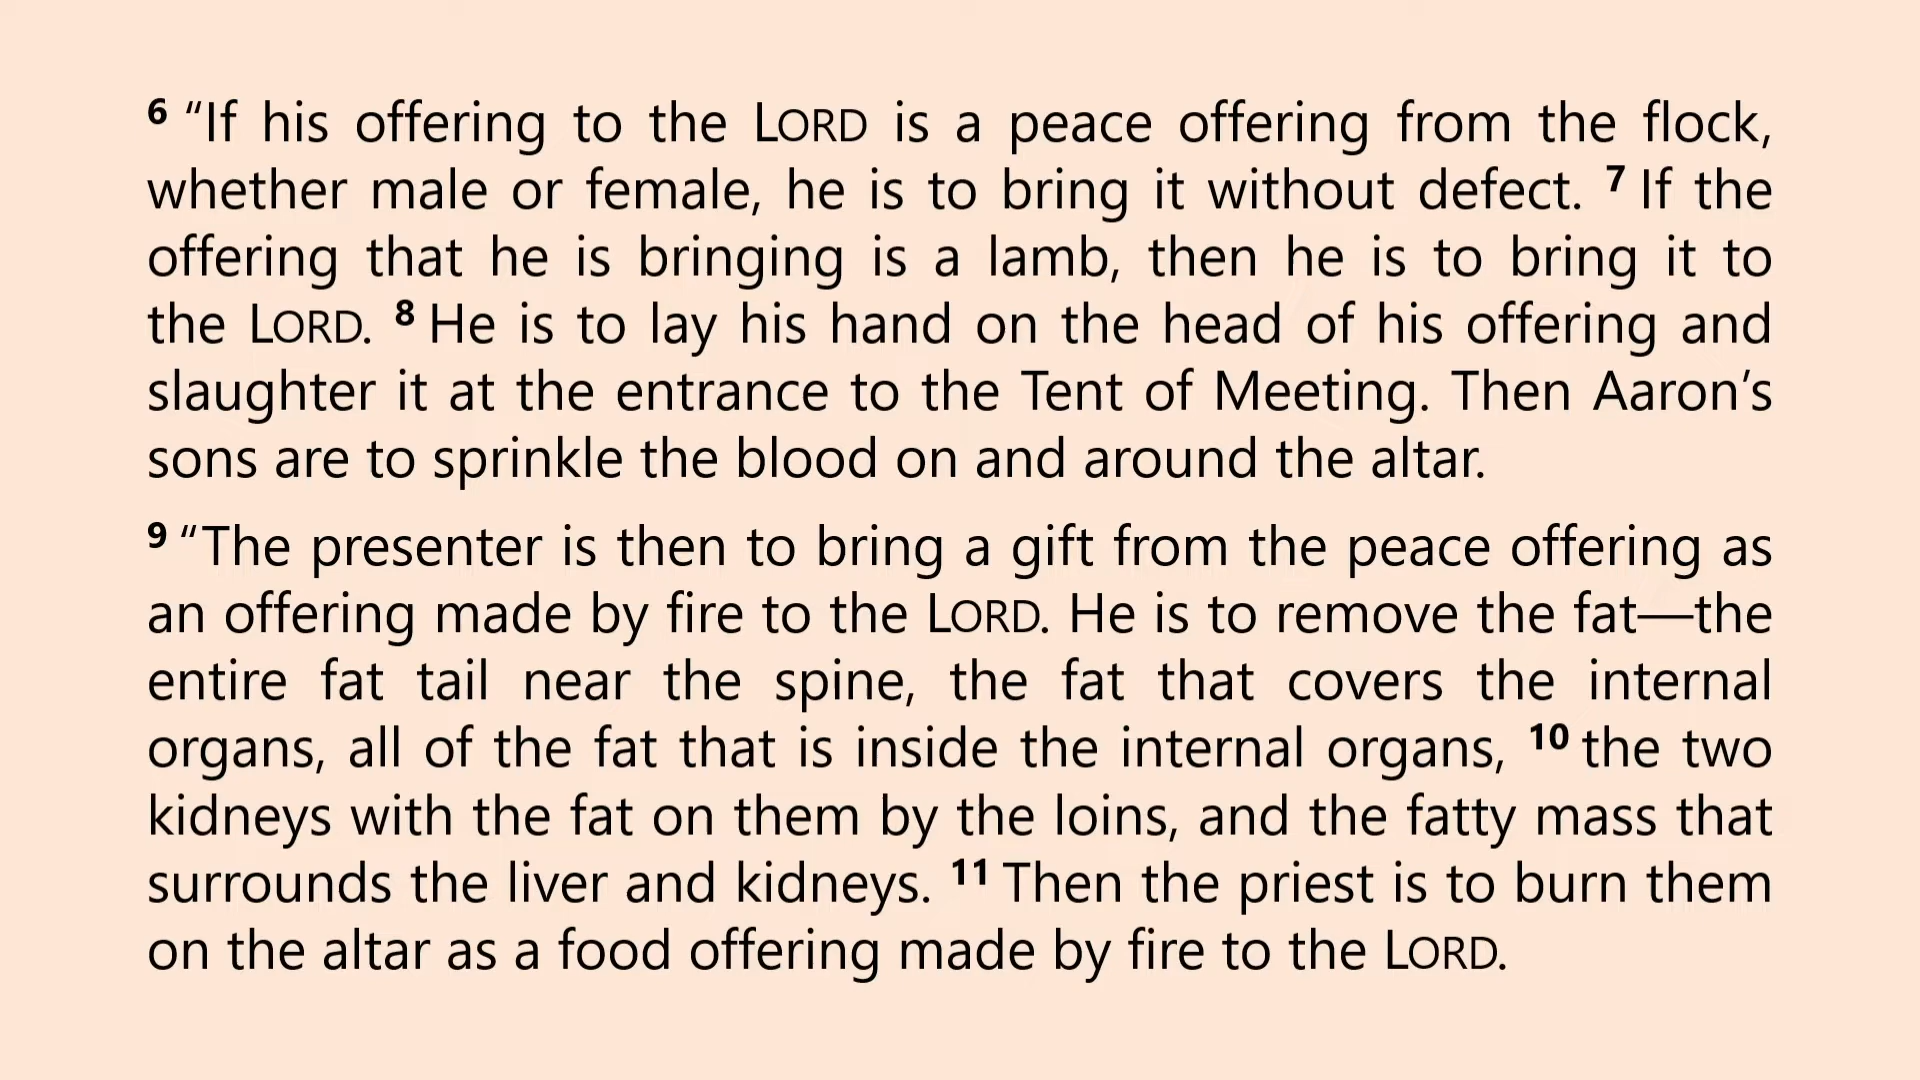 6 “If his offering to the LORD is a peace offering from the flock,
whether male or female, he is to bring it without defect. 7 If the
offering that he is bringing is a lamb, then he is to bring it to
the LORD. 8 He is to lay his hand on the head of his offering and
slaughter it at the entrance to the Tent of Meeting. Then Aaron’s
sons are to sprinkle the blood on and around the altar.
9 “The presenter is then to bring a gift from the peace offering as
an offering made by fire to the LORD. He is to remove the fat—the
entire fat tail near the spine, the fat that covers the internal
organs, all of the fat that is inside the internal organs, 10 the two
kidneys with the fat on them by the loins, and the fatty mass that
surrounds the liver and kidneys. 11 Then the priest is to burn them
on the altar as a food offering made by fire to the LORD.